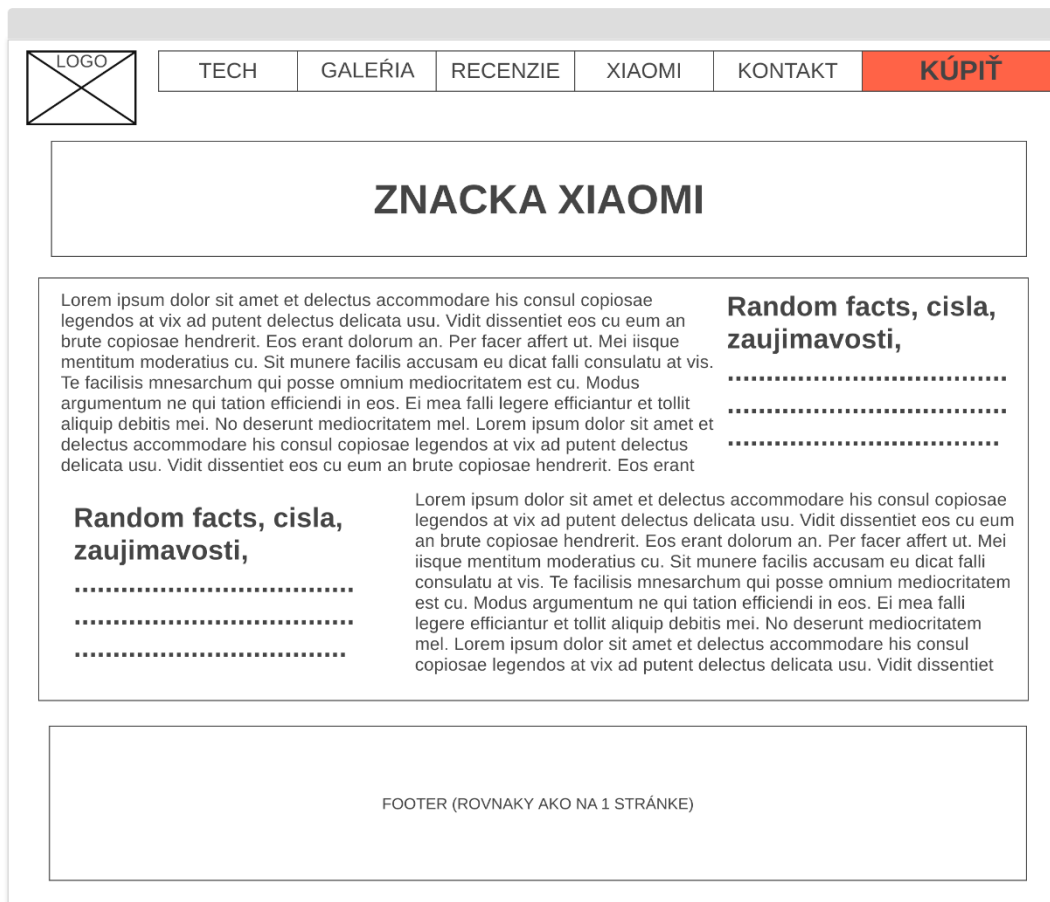 LOGO
TECH
GALEŔIA
RECENZIE
XIAOMI
KONTAKT
KÚPIŤ
ZNACKA XIAOMI
Lorem ipsum dolor sit amet et delectus accommodare his consul copiosae
legendos at vix ad putent delectus delicata usu. Vidit dissentiet eos cu eum an
brute copiosae hendrerit. Eos erant dolorum an. Per facer affert ut. Mei iisque
mentitum moderatius cu. Sit munere facilis accusam eu dicat falli consulatu at vis.
Te facilisis mnesarchum qui posse omnium mediocritatem est cu. Modus
argumentum ne qui tation efficiendi in eos. Ei mea falli legere efficiantur et tollit
aliquip debitis mei. No deserunt mediocritatem mel. Lorem ipsum dolor sit amet et
delectus accommodare his consul copiosae legendos at vix ad putent delectus
delicata usu. Vidit dissentiet eos cu eum an brute copiosae hendrerit. Eos erant
Random facts, cisla,
zaujimavosti,
....................................
....................................
...................................
Random facts, cisla,
zaujimavosti,
....................................
....................................
...................................
Lorem ipsum dolor sit amet et delectus accommodare his consul copiosae
legendos at vix ad putent delectus delicata usu. Vidit dissentiet eos cu eum
an brute copiosae hendrerit. Eos erant dolorum an. Per facer affert ut. Mei
iisque mentitum moderatius cu. Sit munere facilis accusam eu dicat falli
consulatu at vis. Te facilisis mnesarchum qui posse omnium mediocritatem
est cu. Modus argumentum ne qui tation efficiendi in eos. Ei mea falli
legere efficiantur et tollit aliquip debitis mei. No deserunt mediocritatem
mel. Lorem ipsum dolor sit amet et delectus accommodare his consul
copiosae legendos at vix ad putent delectus delicata usu. Vidit dissentiet
FOOTER (ROVNAKY AKO NA 1 STRÁNKE)